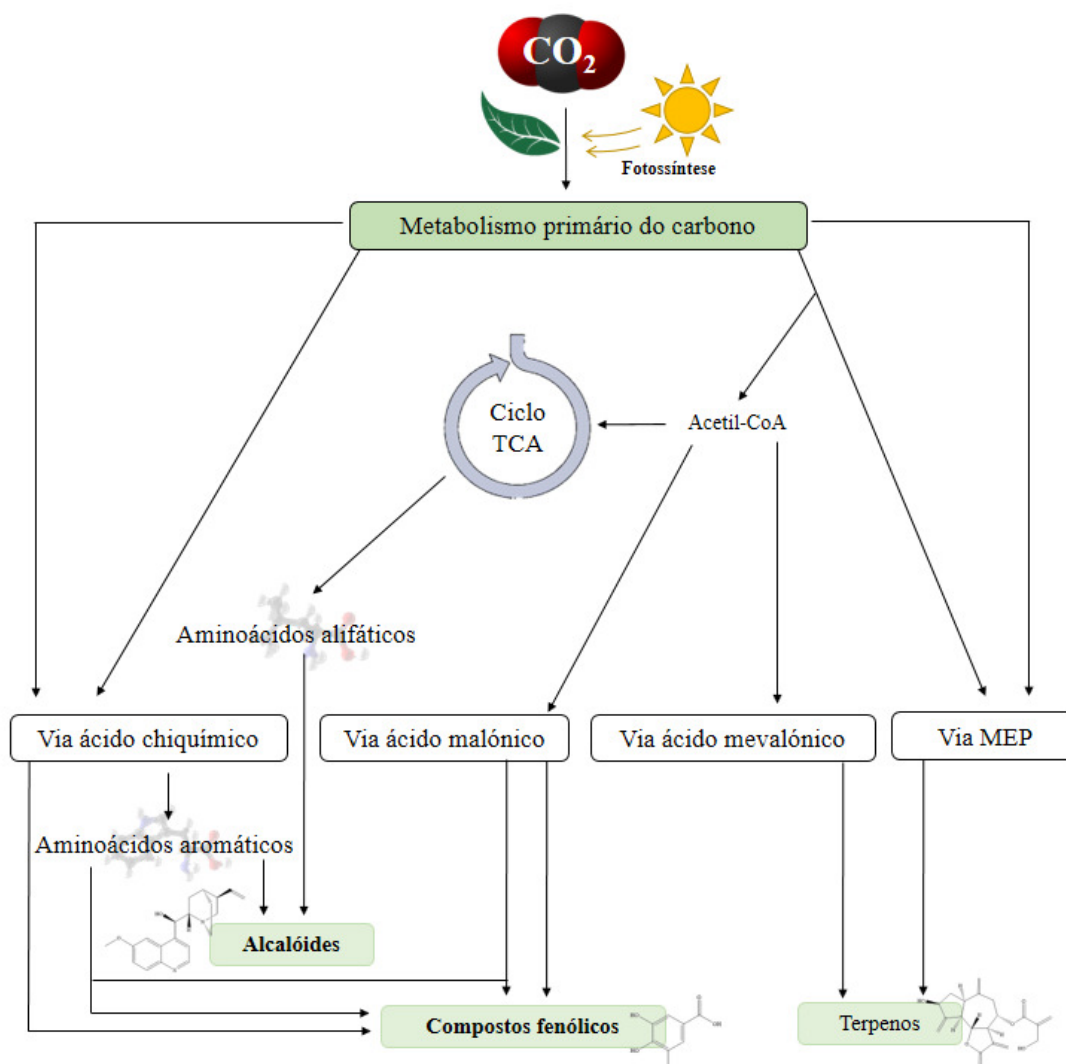 CO2
Fotossíntese
Metabolismo primário do carbono
Ciclo
TCA
Acetil-CoA
Aminoácidos alifáticos
Via ácido chiquímico
Via ácido malónico
Via ácido mevalónico
Via MEP
Aminoácidos aromáticos
Alcalóides
Compostos fenólicos
Terpenos